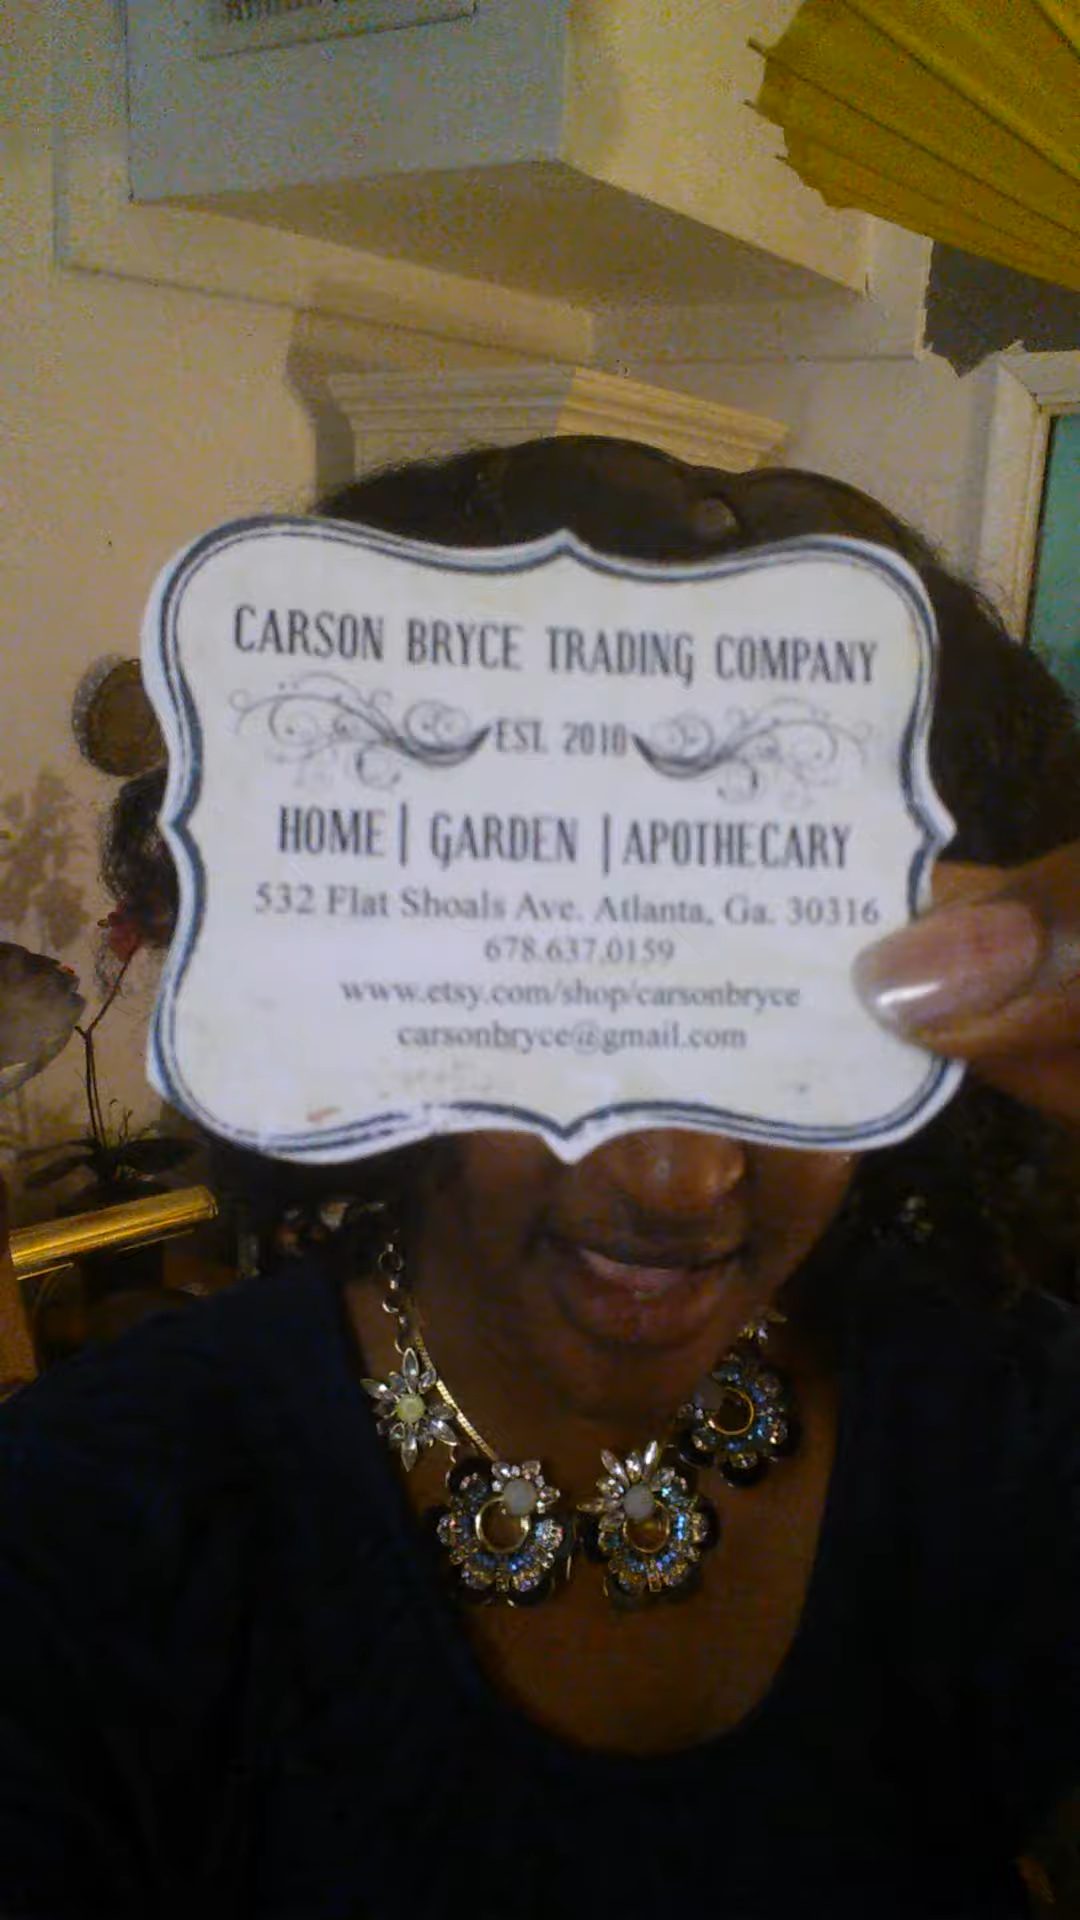 CARSON BRYCE TRADING COMPANY
EST. 2010
HOME | GARDEN | APOTHECARY
532 Flat Shoals Ave. Atlanta, Ga. 30316
678.637.0159
www.etsy.com/shop/carsonbryce
carsonbryce@gmail.com